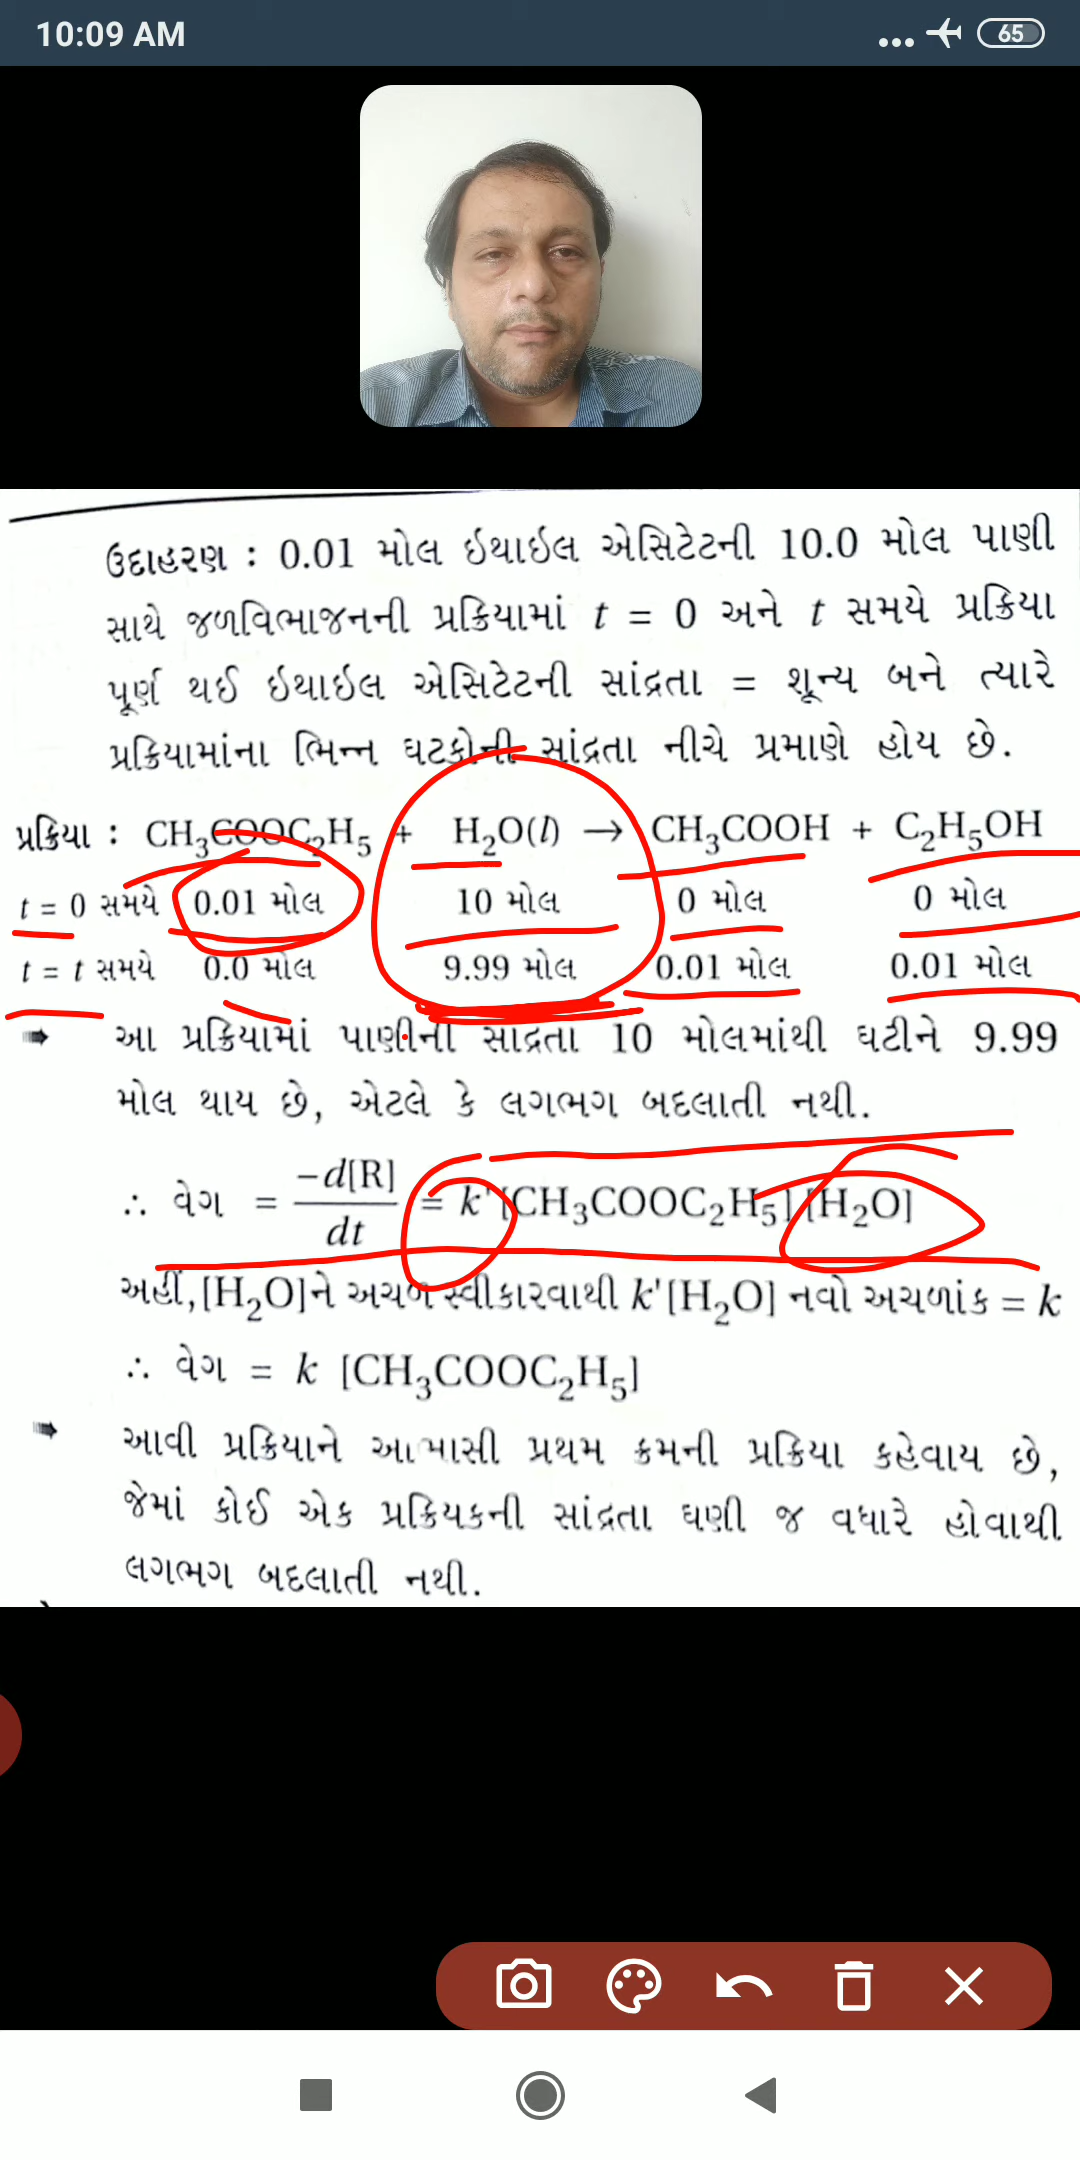 10:09 AM
65
ઉદાહરણ : 0.01 મોલ ઇથાઇલ એસિટેટની 10.0 મોલ પાણી
સાથે જળવિભાજનની પ્રક્રિયામાં t = 0 અને t સમયે પ્રક્રિયા
પૂર્ણ થઈ ઇથાઇલ એસિટેટની સાંદ્રતા = શૂન્ય બને ત્યારે
પ્રક્રિયામાંના ભિન્ન ઘટકોની સાંદ્રતા નીચે પ્રમાણે હોય છે.
પ્રક્રિયા : CH₃COOC₂H₅ + H₂O(l) → CH₃COOH + C₂H₅OH
t = 0 સમયે 0.01 મોલ 10 મોલ 0 મોલ 0 મોલ
t = t સમયે 0.0 મોલ 9.99 મોલ 0.01 મોલ 0.01 મોલ
➠ આ પ્રક્રિયામાં પાણીની સાંદ્રતા 10 મોલમાંથી ઘટીને 9.99
મોલ થાય છે, એટલે કે લગભગ બદલાતી નથી.
∴ વેગ = −d[R]/dt = k'[CH₃COOC₂H₅] [H₂O]
અહીં, [H₂O]ને અચળ સ્વીકારવાથી k'[H₂O] નવો અચળાંક = k
∴ વેગ = k [CH₃COOC₂H₅]
➠ આવી પ્રક્રિયાને આભાસી પ્રથમ ક્રમની પ્રક્રિયા કહેવાય છે,
જેમાં કોઈ એક પ્રક્રિયકની સાંદ્રતા ઘણી જ વધારે હોવાથી
લગભગ બદલાતી નથી.